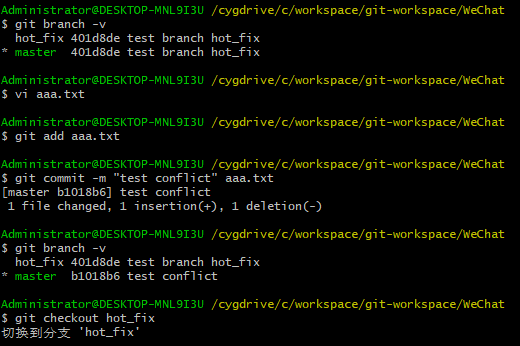 Administrator@DESKTOP-MNL9I3U /cygdrive/c/workspace/git-workspace/WeChat
$ git branch -v
  hot_fix 401d8de test branch hot_fix
* master  401d8de test branch hot_fix
Administrator@DESKTOP-MNL9I3U /cygdrive/c/workspace/git-workspace/WeChat
$ vi aaa.txt
Administrator@DESKTOP-MNL9I3U /cygdrive/c/workspace/git-workspace/WeChat
$ git add aaa.txt
Administrator@DESKTOP-MNL9I3U /cygdrive/c/workspace/git-workspace/WeChat
$ git commit -m "test conflict" aaa.txt
[master b1018b6] test conflict
 1 file changed, 1 insertion(+), 1 deletion(-)
Administrator@DESKTOP-MNL9I3U /cygdrive/c/workspace/git-workspace/WeChat
$ git branch -v
  hot_fix 401d8de test branch hot_fix
* master  b1018b6 test conflict
Administrator@DESKTOP-MNL9I3U /cygdrive/c/workspace/git-workspace/WeChat
$ git checkout hot_fix
切换到分支 'hot_fix'